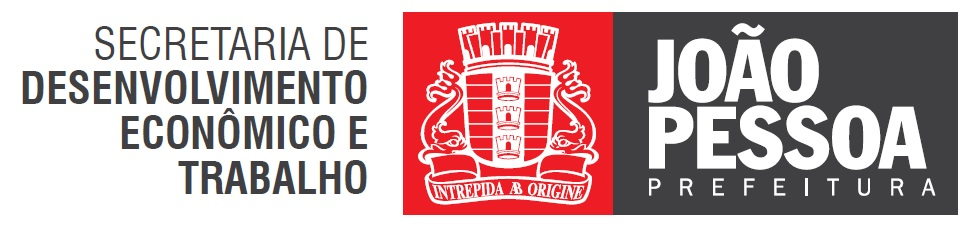 SECRETARIA DE
DESENVOLVIMENTO
ECONÔMICO E
TRABALHO
INTREPIDA AB ORIGINE
JOÃO
PESSOA
PREFEITURA